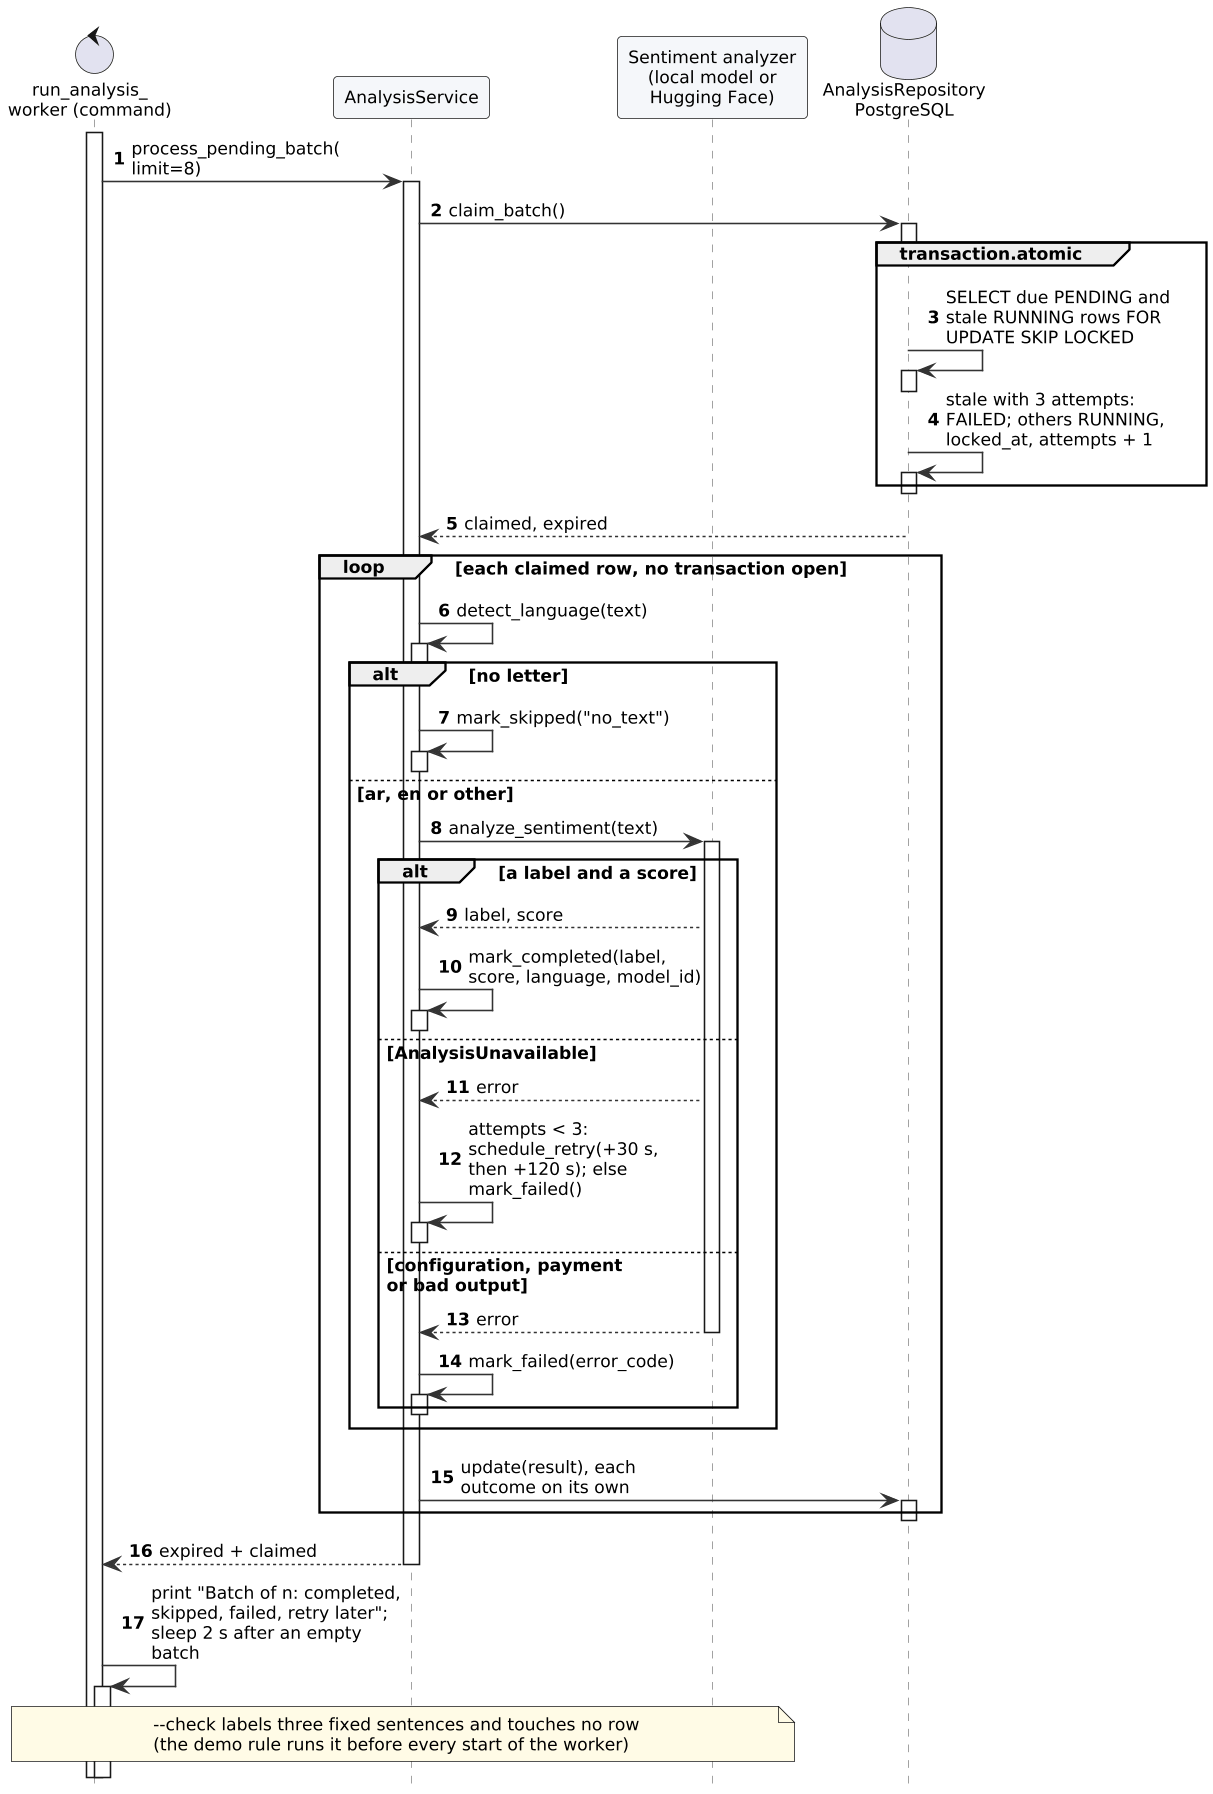 run_analysis_
worker (command)
AnalysisService
Sentiment analyzer
(local model or
Hugging Face)
AnalysisRepository
PostgreSQL
1 process_pending_batch(
limit=8)
2 claim_batch()
transaction.atomic
SELECT due PENDING and
3 stale RUNNING rows FOR
UPDATE SKIP LOCKED
stale with 3 attempts:
4 FAILED; others RUNNING,
locked_at, attempts + 1
5 claimed, expired
loop [each claimed row, no transaction open]
6 detect_language(text)
alt [no letter]
7 mark_skipped("no_text")
[ar, en or other]
8 analyze_sentiment(text)
alt [a label and a score]
9 label, score
10 mark_completed(label,
score, language, model_id)
[AnalysisUnavailable]
11 error
attempts < 3:
schedule_retry(+30 s,
12 then +120 s); else
mark_failed()
[configuration, payment
or bad output]
13 error
14 mark_failed(error_code)
15 update(result), each
outcome on its own
16 expired + claimed
print "Batch of n: completed,
17 skipped, failed, retry later";
sleep 2 s after an empty
batch
--check labels three fixed sentences and touches no row
(the demo rule runs it before every start of the worker)